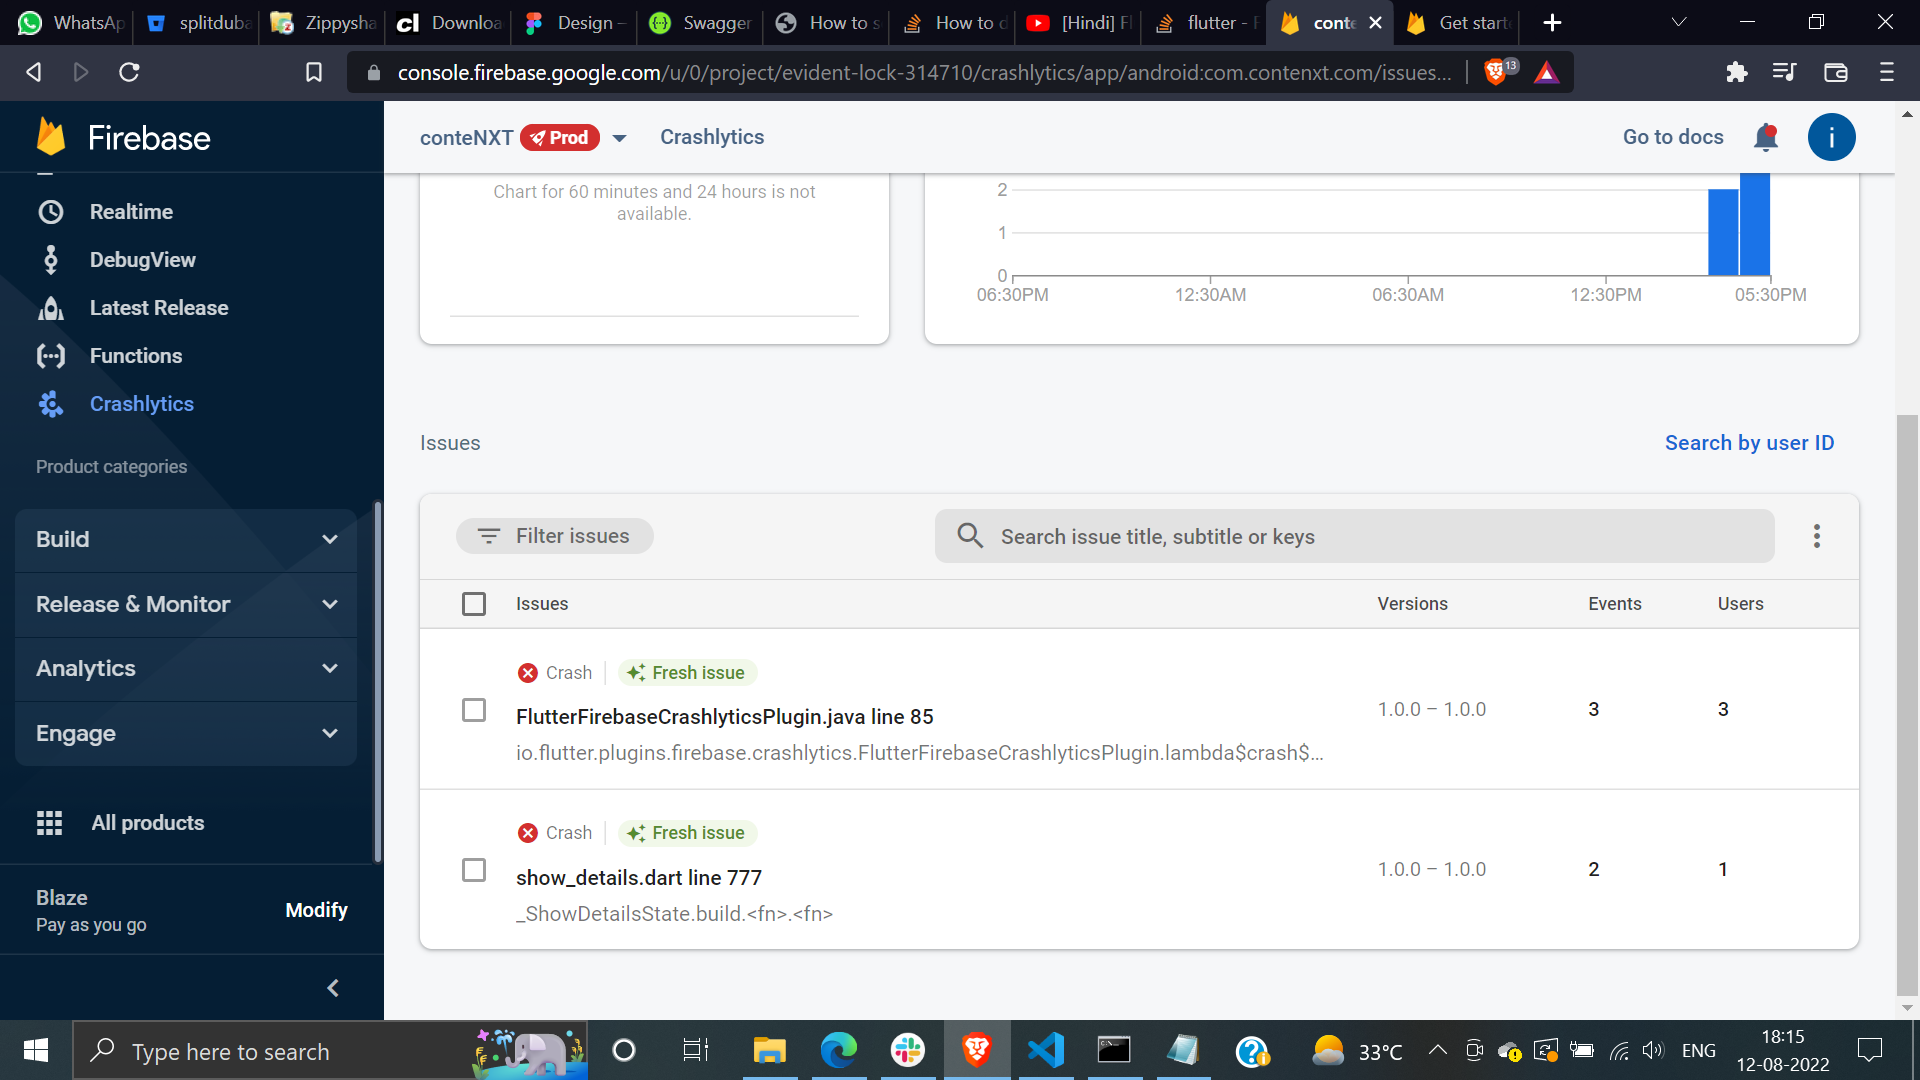 WhatsAp
splitduba
Zippysha
Downloa
Design –
Swagger
How to s
How to d
[Hindi] Fl
flutter - F
conte
Get starte
console.firebase.google.com/u/0/project/evident-lock-314710/crashlytics/app/android:com.contenxt.com/issues...
13
Firebase
conteNXT Prod
Crashlytics
Go to docs
i
Realtime
DebugView
Latest Release
Functions
Crashlytics
Product categories
Build
Release & Monitor
Analytics
Engage
All products
Blaze
Pay as you go
Modify
Chart for 60 minutes and 24 hours is not
available.
2
1
0
06:30PM 12:30AM 06:30AM 12:30PM 05:30PM
Issues
Search by user ID
Filter issues
Search issue title, subtitle or keys
Issues Versions Events Users
Crash Fresh issue
FlutterFirebaseCrashlyticsPlugin.java line 85
io.flutter.plugins.firebase.crashlytics.FlutterFirebaseCrashlyticsPlugin.lambda$crash$...
1.0.0 – 1.0.0 3 3
Crash Fresh issue
show_details.dart line 777
_ShowDetailsState.build.<fn>.<fn>
1.0.0 – 1.0.0 2 1
Type here to search
33°C
ENG
18:15
12-08-2022